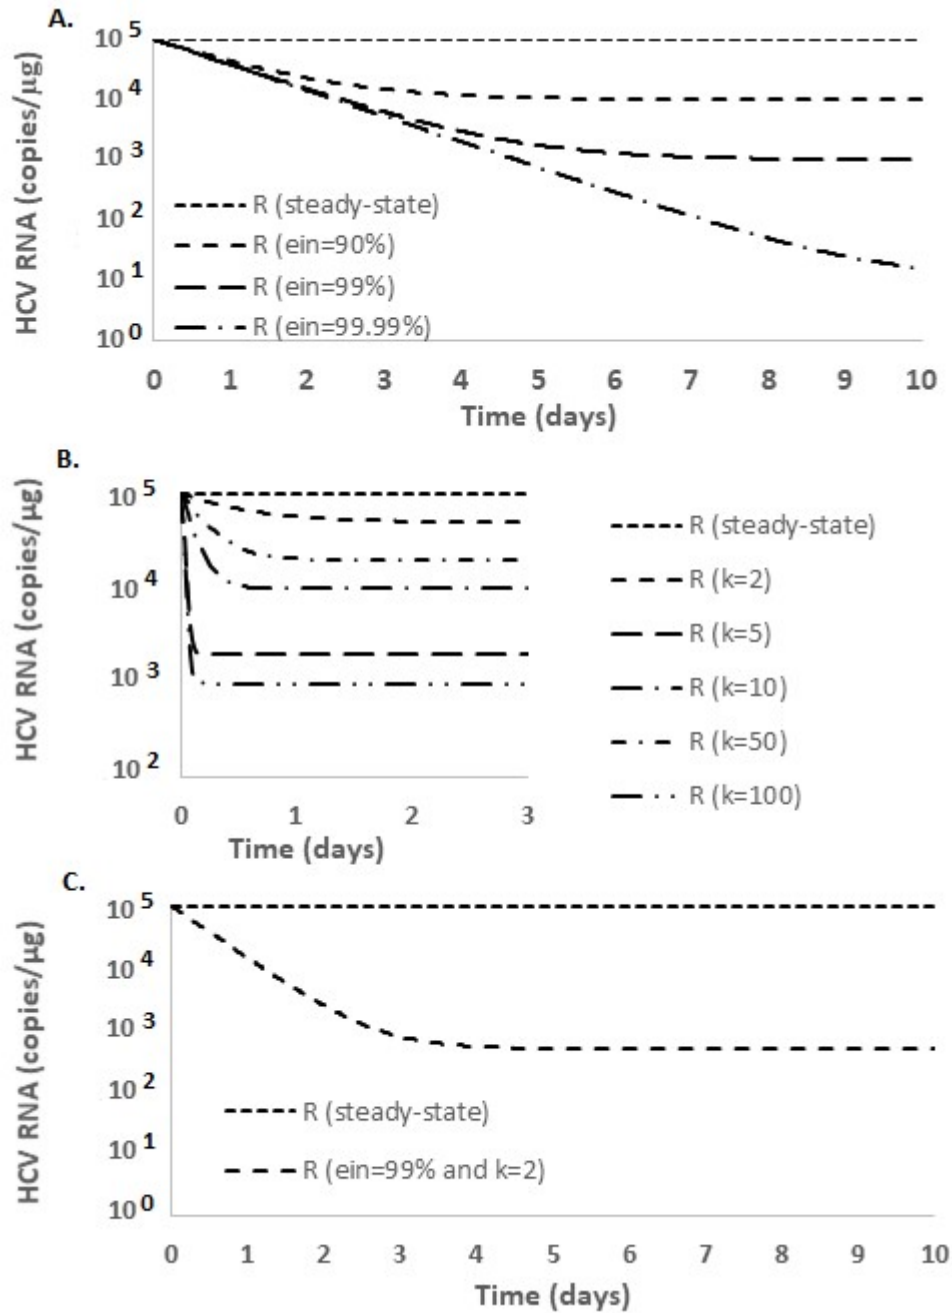 A.
HCV RNA (copies/µg)
10 5
10 4
10 3
10 2
10 1
10 0
R (steady-state)
R (ein=90%)
R (ein=99%)
R (ein=99.99%)
0 1 2 3 4 5 6 7 8 9 10
Time (days)
B.
HCV RNA (copies/µg)
10 5
10 4
10 3
10 2
0 1 2 3
Time (days)
R (steady-state)
R (k=2)
R (k=5)
R (k=10)
R (k=50)
R (k=100)
C.
HCV RNA (copies/µg)
10 5
10 4
10 3
10 2
10 1
10 0
R (steady-state)
R (ein=99% and k=2)
0 1 2 3 4 5 6 7 8 9 10
Time (days)